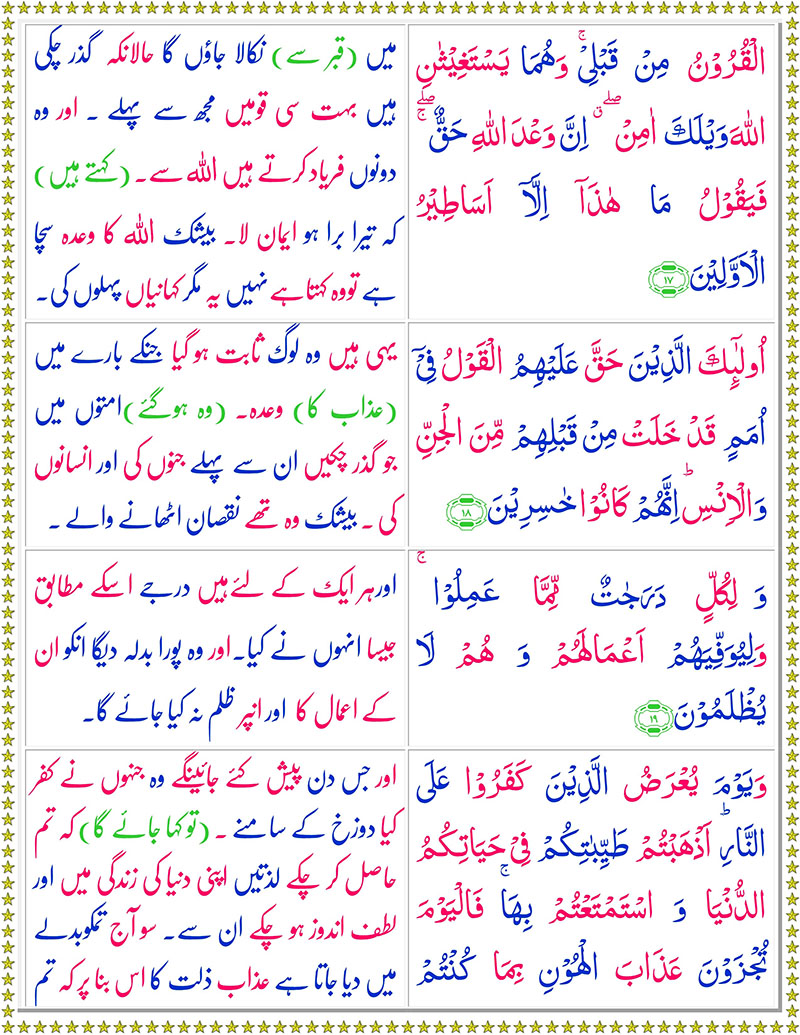 الۡقُرُوۡنُ مِنۡ قَبۡلِىۡ‌ۚ وَهُمَا يَسۡتَغِيۡثٰنِ
اللّٰهَ وَيۡلَكَ اٰمِنۡ ‌ۖ ‌ۗ اِنَّ وَعۡدَ اللّٰهِ حَقٌّ ‌ۖۚ
فَيَقُوۡلُ مَا هٰذَاۤ اِلَّاۤ اَسَاطِيۡرُ
الۡاَوَّلِيۡنَ ۱۷
میں (قبر سے) نکالا جاؤں گا حالانکہ گذر چکی
ہیں بہت سی قومیں مجھ سے پہلے ۔ اور وہ
دونوں فریاد کرتے ہیں اللہ سے۔ (کہتے ہیں)
کہ تیرا برا ہو ایمان لا۔ بیشک اللہ کا وعدہ سچا
ہے تو وہ کہتا ہے نہیں یہ مگر کہانیاں پہلوں کی۔
اُولٰٓٮِٕكَ الَّذِيۡنَ حَقَّ عَلَيۡهِمُ الۡقَوۡلُ فِىۡۤ
اُمَمٍ قَدۡ خَلَتۡ مِنۡ قَبۡلِهِمۡ مِّنَ الۡجِنِّ
وَالۡاِنۡسِ‌ؕ اِنَّهُمۡ كَانُوۡا خٰسِرِيۡنَ ۱۸
یہی ہیں وہ لوگ ثابت ہو گیا جنکے بارے میں
(عذاب کا) وعدہ۔ (وہ ہوگئے) امتوں میں
جو گذر چکیں ان سے پہلے جنوں کی اور انسانوں
کی ۔ بیشک وہ تھے نقصان اٹھانے والے ۔
وَ لِكُلٍّ دَرَجٰتٌ مِّمَّا عَمِلُوۡا‌ ۚ
وَلِيُوَفِّيَهُمۡ اَعۡمَالَهُمۡ وَ هُمۡ لَا
يُظۡلَمُوۡنَ ۱۹
اور ہر ایک کے لئے ہیں درجے اسکے مطابق
جیسا انہوں نے کیا۔ اور وہ پورا بدلہ دیگا انکو ان
کے اعمال کا اور انپر ظلم نہ کیا جائے گا۔
وَيَوۡمَ يُعۡرَضُ الَّذِيۡنَ كَفَرُوۡا عَلَى
النَّارِ ؕ اَذۡهَبۡتُمۡ طَيِّبٰتِكُمۡ فِىۡ حَيَاتِكُمُ
الدُّنۡيَا وَ اسۡتَمۡتَعۡتُمۡ بِهَا ‌ۚ فَالۡيَوۡمَ
تُجۡزَوۡنَ عَذَابَ الۡهُوۡنِ بِمَا كُنۡتُمۡ
اور جس دن پیش کئے جائینگے وہ جنہوں نے کفر
کیا دوزخ کے سامنے ۔ (تو کہا جائے گا) کہ تم
حاصل کر چکے لذتیں اپنی دنیا کی زندگی میں اور
لطف اندوز ہو چکے ان سے۔ سو آج تمکو بدلے
میں دیا جاتا ہے عذاب ذلت کا اس بنا پر کہ تم